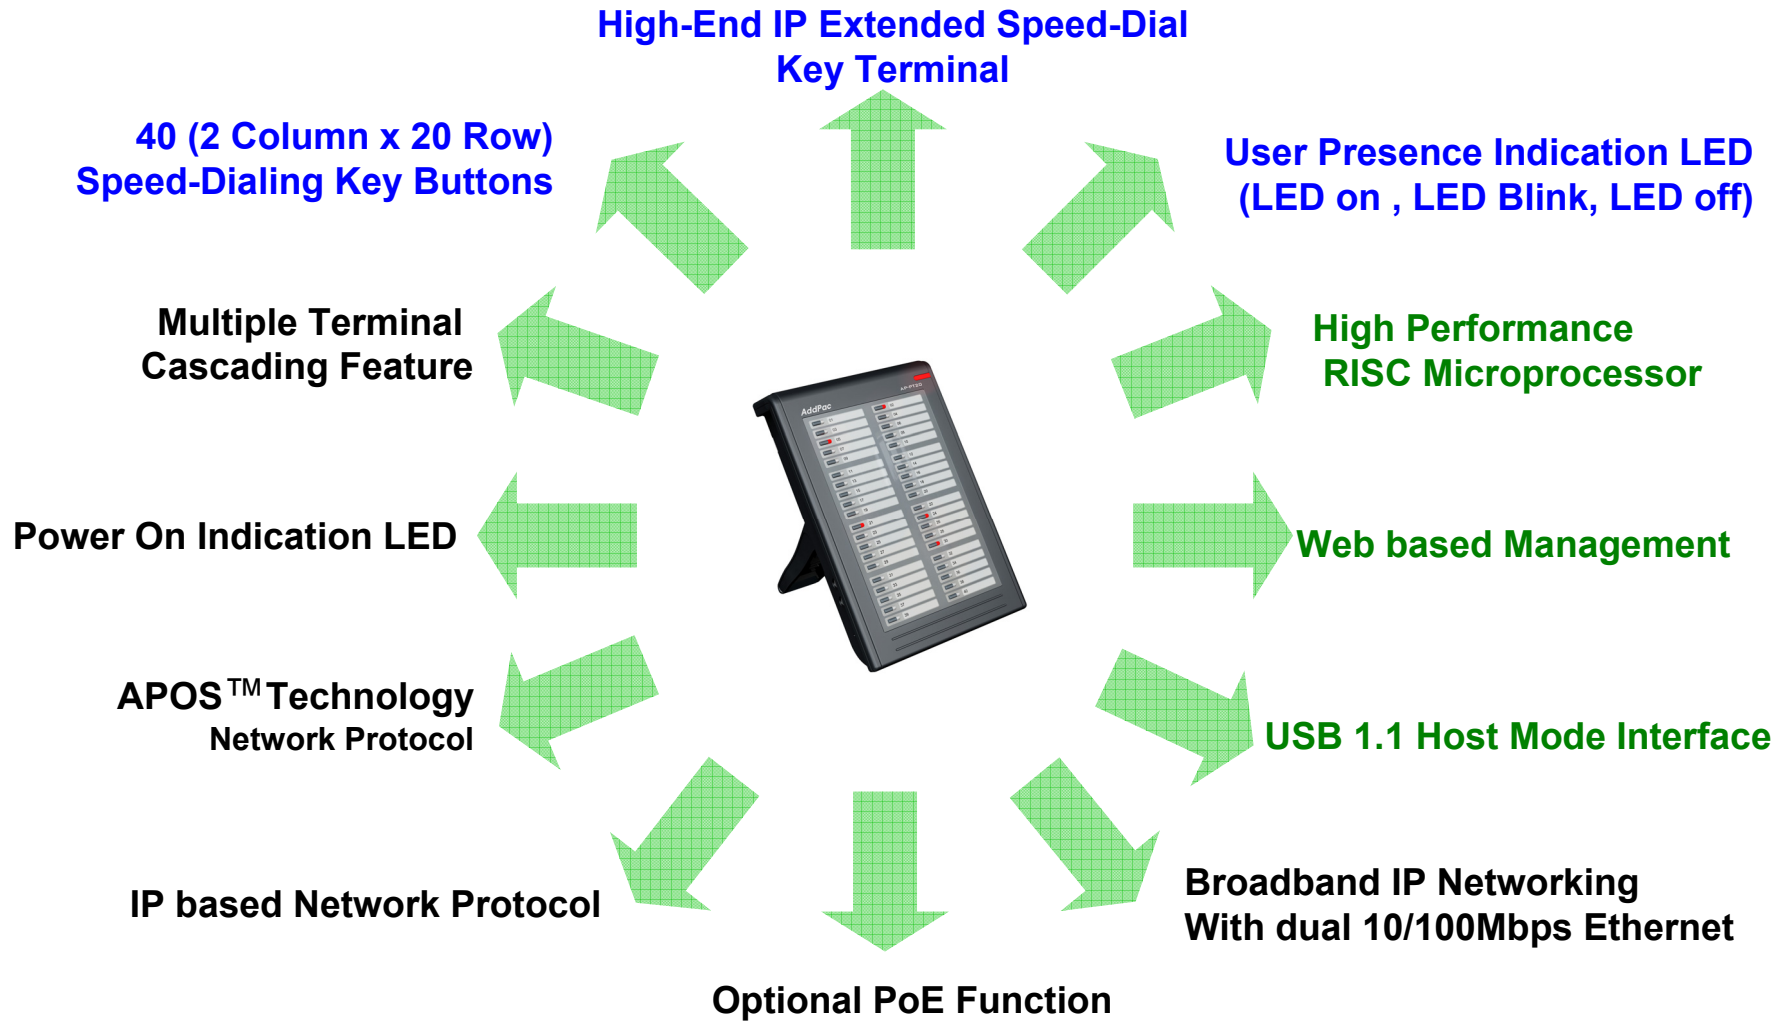 High-End IP Extended Speed-Dial
Key Terminal
40 (2 Column x 20 Row)
Speed-Dialing Key Buttons
User Presence Indication LED
(LED on , LED Blink, LED off)
Multiple Terminal
Cascading Feature
High Performance
RISC Microprocessor
AddPac
Power On Indication LED
Web based Management
APOS™Technology
Network Protocol
USB 1.1 Host Mode Interface
IP based Network Protocol
Broadband IP Networking
With dual 10/100Mbps Ethernet
Optional PoE Function